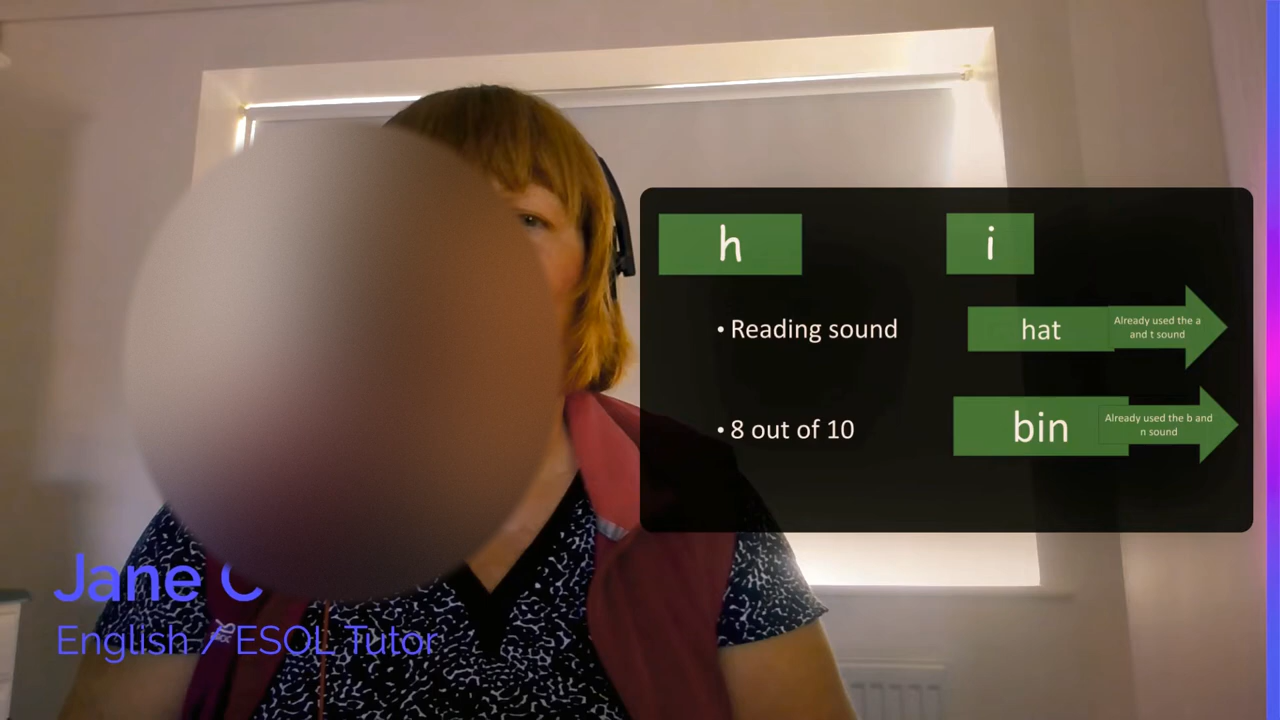 h
i
• Reading sound
hat
Already used the a
and t sound
• 8 out of 10
bin
Already used the b and
n sound
Jane
English / ESOL Tutor